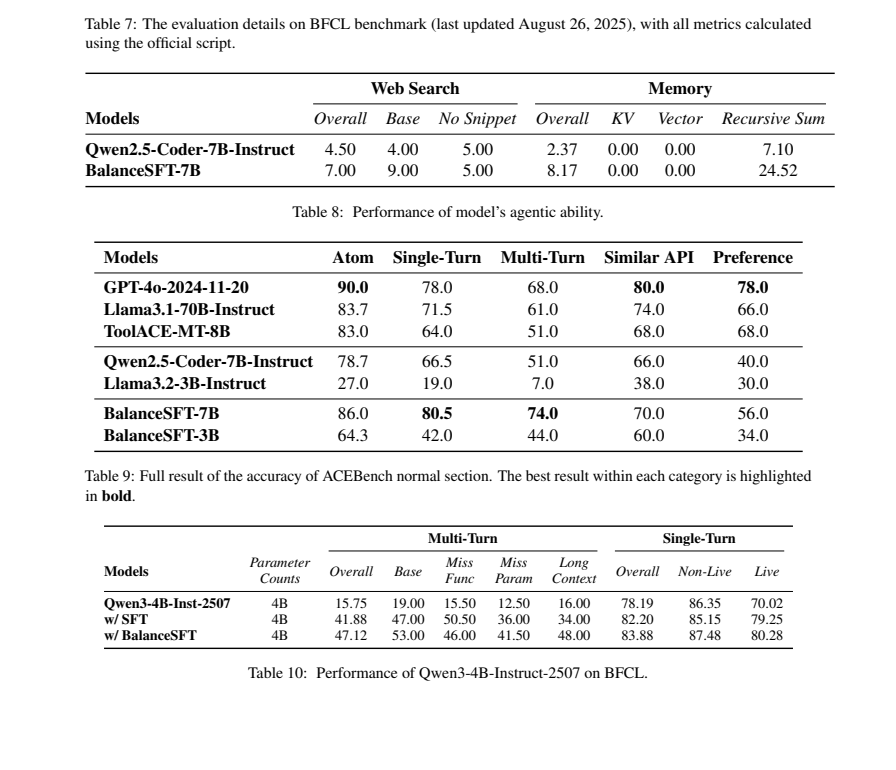 Table 7: The evaluation details on BFCL benchmark (last updated August 26, 2025), with all metrics calculated
using the official script.
Web Search Memory
Models Overall Base No Snippet Overall KV Vector Recursive Sum
Qwen2.5-Coder-7B-Instruct 4.50 4.00 5.00 2.37 0.00 0.00 7.10
BalanceSFT-7B 7.00 9.00 5.00 8.17 0.00 0.00 24.52
Table 8: Performance of model's agentic ability.
Models Atom Single-Turn Multi-Turn Similar API Preference
GPT-4o-2024-11-20 90.0 78.0 68.0 80.0 78.0
Llama3.1-70B-Instruct 83.7 71.5 61.0 74.0 66.0
ToolACE-MT-8B 83.0 64.0 51.0 68.0 68.0
Qwen2.5-Coder-7B-Instruct 78.7 66.5 51.0 66.0 40.0
Llama3.2-3B-Instruct 27.0 19.0 7.0 38.0 30.0
BalanceSFT-7B 86.0 80.5 74.0 70.0 56.0
BalanceSFT-3B 64.3 42.0 44.0 60.0 34.0
Table 9: Full result of the accuracy of ACEBench normal section. The best result within each category is highlighted
in bold.
Multi-Turn Single-Turn
Models Parameter Counts Overall Base Miss Func Miss Param Long Context Overall Non-Live Live
Qwen3-4B-Inst-2507 4B 15.75 19.00 15.50 12.50 16.00 78.19 86.35 70.02
w/ SFT 4B 41.88 47.00 50.50 36.00 34.00 82.20 85.15 79.25
w/ BalanceSFT 4B 47.12 53.00 46.00 41.50 48.00 83.88 87.48 80.28
Table 10: Performance of Qwen3-4B-Instruct-2507 on BFCL.